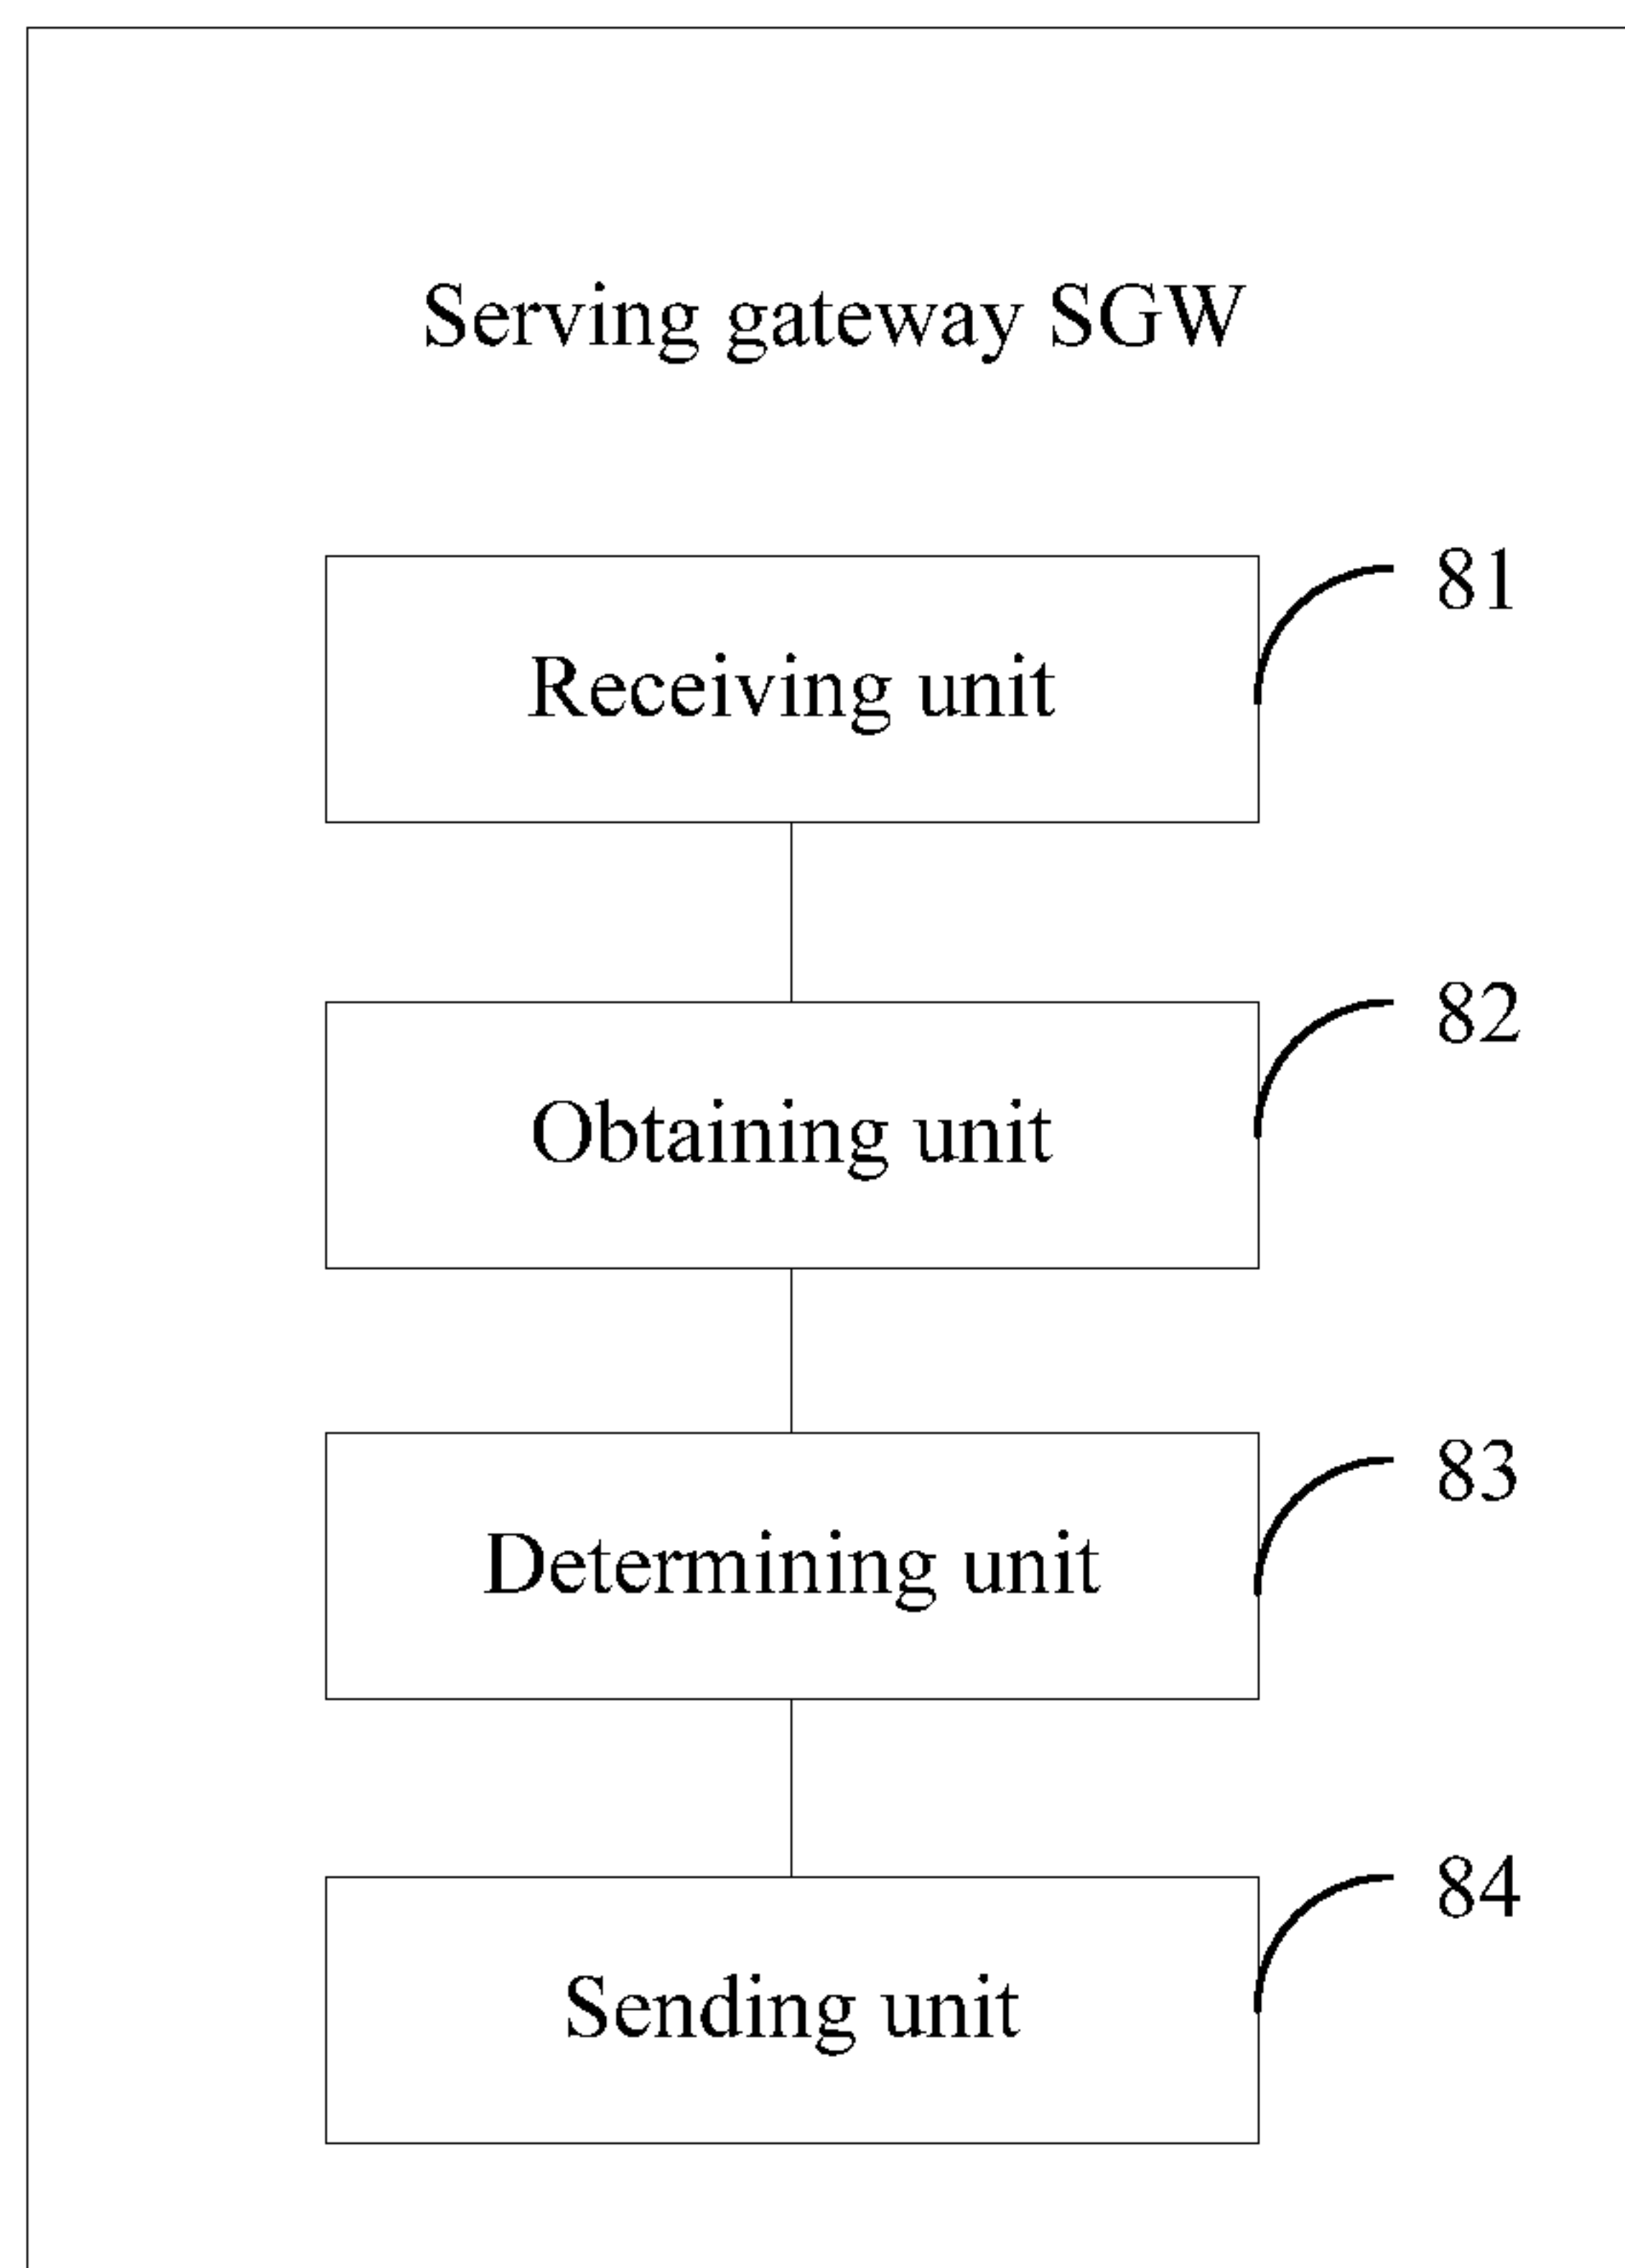 Serving gateway SGW
81
Receiving unit
82
Obtaining unit
83
Determining unit
84
Sending unit